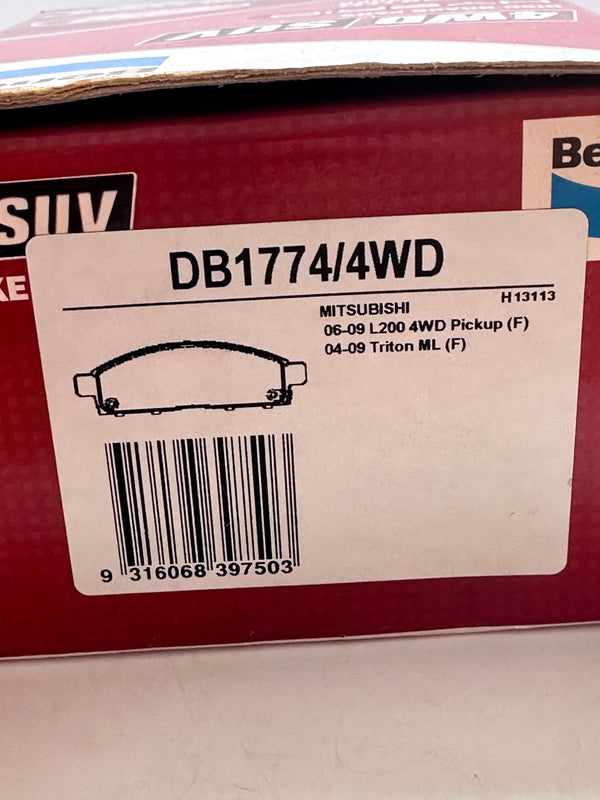 4WD SUV
SUV
KE
Be
DB1774/4WD
H13113
MITSUBISHI
06-09 L200 4WD Pickup (F)
04-09 Triton ML (F)
9 316068 397503